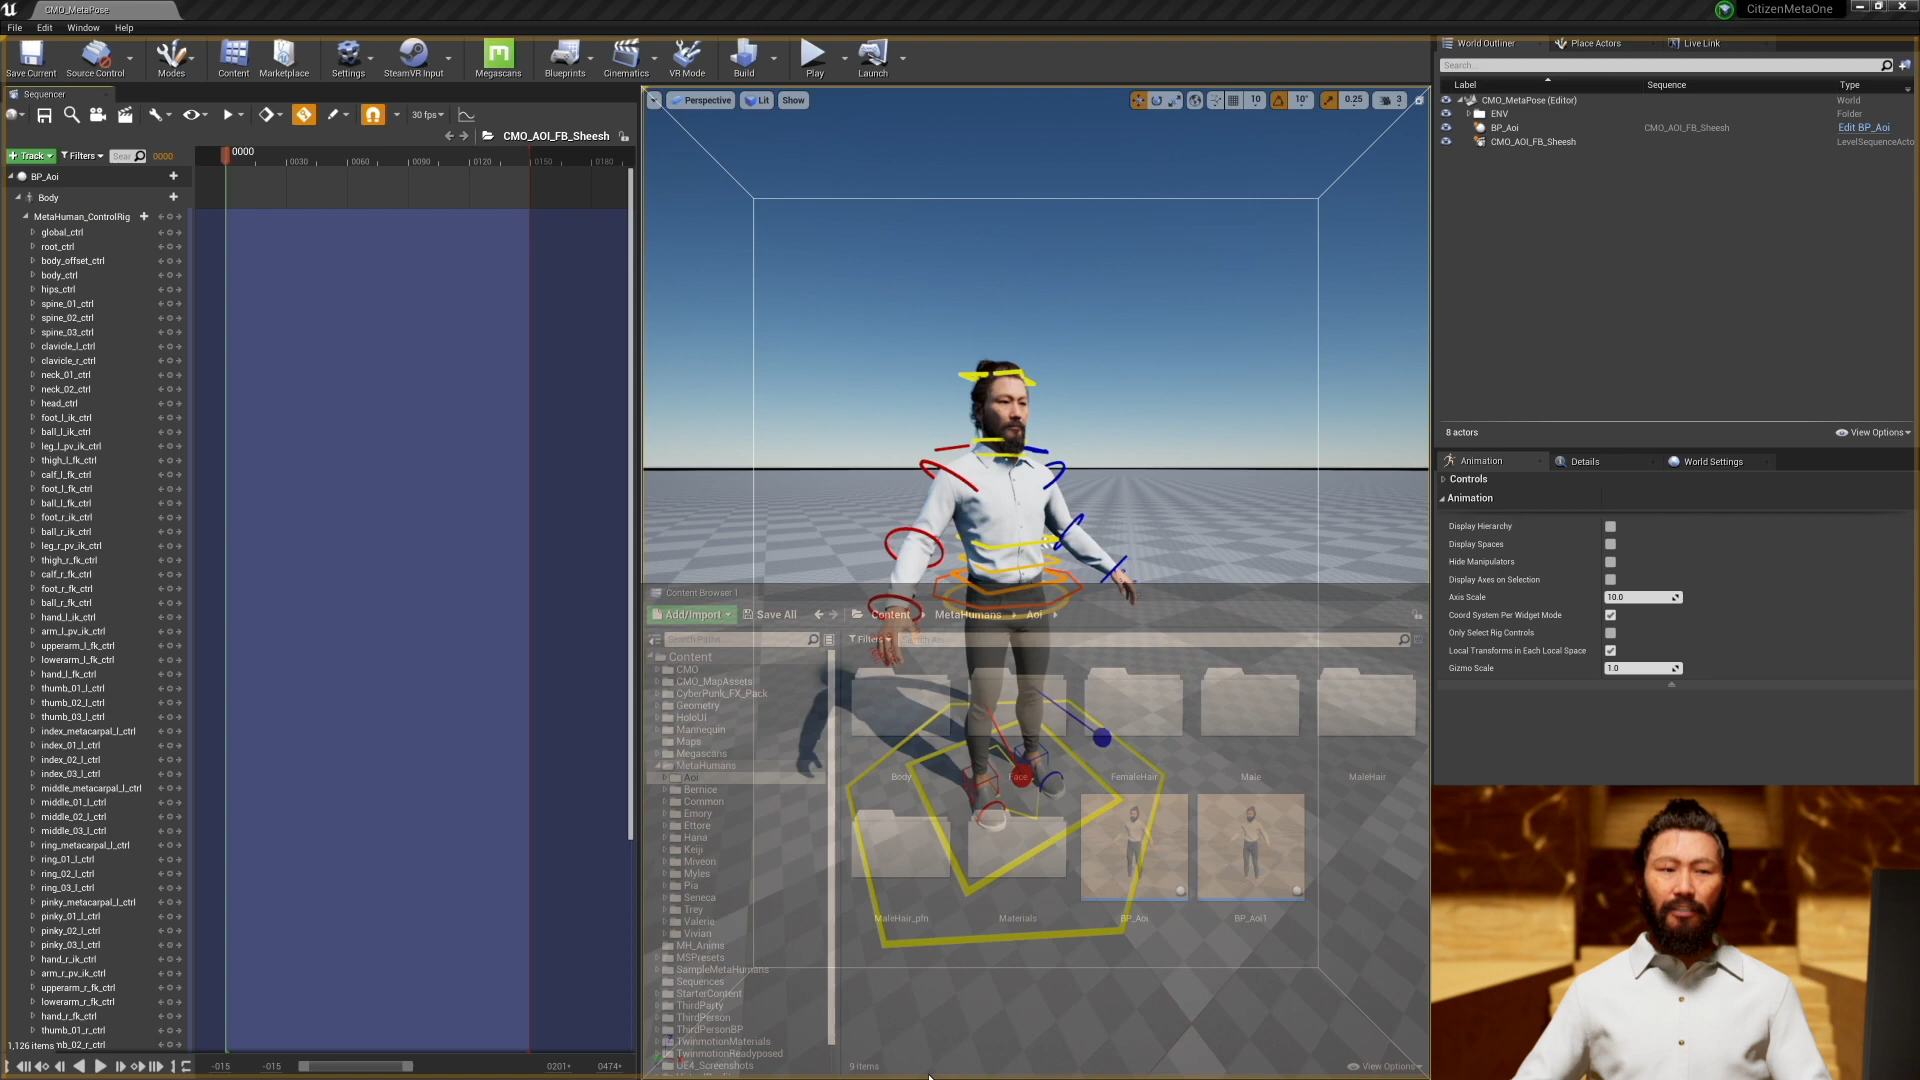 CMO_MetaPose
CitizenMetaOne
File Edit Window Help
Save Current
Source Control
Modes
Content
Marketplace
Settings
SteamVR Input
Megascans
Blueprints
Cinematics
VR Mode
Build
Play
Launch
Sequencer
30 fps
CMO_AOI_FB_Sheesh
Track
Filters
Sear
0000
0000
0030
0060
0090
0120
0150
0180
BP_Aoi
Body
MetaHuman_ControlRig
global_ctrl
root_ctrl
body_offset_ctrl
body_ctrl
hips_ctrl
spine_01_ctrl
spine_02_ctrl
spine_03_ctrl
clavicle_l_ctrl
clavicle_r_ctrl
neck_01_ctrl
neck_02_ctrl
head_ctrl
foot_l_ik_ctrl
ball_l_ik_ctrl
leg_l_pv_ik_ctrl
thigh_l_fk_ctrl
calf_l_fk_ctrl
foot_l_fk_ctrl
ball_l_fk_ctrl
foot_r_ik_ctrl
ball_r_ik_ctrl
leg_r_pv_ik_ctrl
thigh_r_fk_ctrl
calf_r_fk_ctrl
foot_r_fk_ctrl
ball_r_fk_ctrl
hand_l_ik_ctrl
arm_l_pv_ik_ctrl
upperarm_l_fk_ctrl
lowerarm_l_fk_ctrl
hand_l_fk_ctrl
thumb_01_l_ctrl
thumb_02_l_ctrl
thumb_03_l_ctrl
index_metacarpal_l_ctrl
index_01_l_ctrl
index_02_l_ctrl
index_03_l_ctrl
middle_metacarpal_l_ctrl
middle_01_l_ctrl
middle_02_l_ctrl
middle_03_l_ctrl
ring_metacarpal_l_ctrl
ring_01_l_ctrl
ring_02_l_ctrl
ring_03_l_ctrl
pinky_metacarpal_l_ctrl
pinky_01_l_ctrl
pinky_02_l_ctrl
pinky_03_l_ctrl
hand_r_ik_ctrl
arm_r_pv_ik_ctrl
upperarm_r_fk_ctrl
lowerarm_r_fk_ctrl
hand_r_fk_ctrl
thumb_01_r_ctrl
1,126 items mb_02_r_ctrl
-015
-015
0201+
0474+
Perspective
Lit
Show
10
10°
0.25
3
Content Browser 1
Add/Import
Save All
Content
MetaHumans
Aoi
Search Paths
Filters
Search Aoi
Content
CMO
CMO_MapAssets
CyberPunk_FX_Pack
Geometry
HoloUI
Mannequin
Maps
Megascans
MetaHumans
Aoi
Bernice
Common
Emory
Ettore
Hana
Keiji
Miyeon
Myles
Pia
Seneca
Trey
Valerie
Vivian
MH_Anims
MSPresets
SampleMetaHumans
Sequences
StarterContent
ThirdParty
ThirdPerson
ThirdPersonBP
TwinmotionMaterials
TwinmotionReadyposed
UE4_Screenshots
Body
Face
FemaleHair
Male
MaleHair
MaleHair_pfn
Materials
BP_Aoi
BP_Aoi1
9 items
View Options
World Outliner
Place Actors
Live Link
Search...
Label
Sequence
Type
CMO_MetaPose (Editor)
World
ENV
Folder
BP_Aoi
CMO_AOI_FB_Sheesh
Edit BP_Aoi
CMO_AOI_FB_Sheesh
LevelSequenceActo
8 actors
View Options
Animation
Details
World Settings
Controls
Animation
Display Hierarchy
Display Spaces
Hide Manipulators
Display Axes on Selection
Axis Scale
10.0
Coord System Per Widget Mode
Only Select Rig Controls
Local Transforms in Each Local Space
Gizmo Scale
1.0